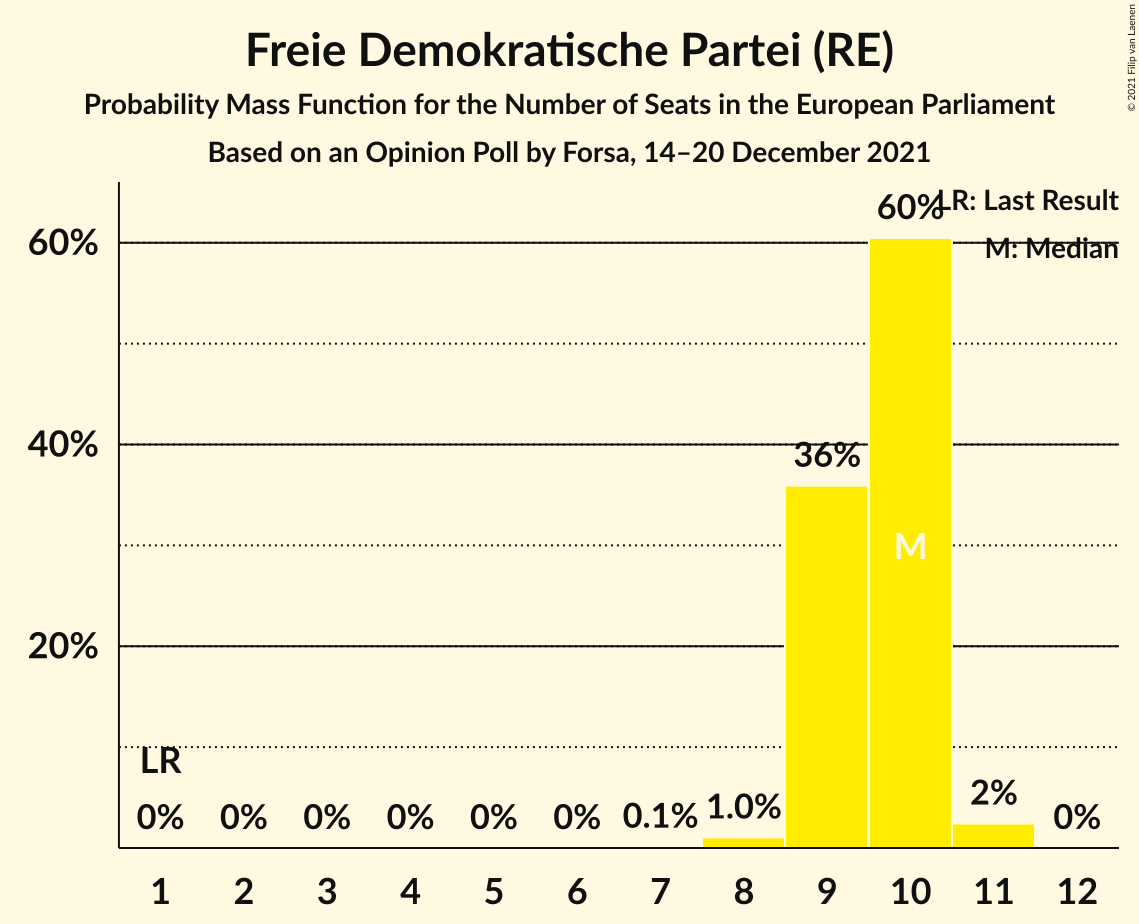 Freie Demokratische Partei (RE)
Probability Mass Function for the Number of Seats in the European Parliament
Based on an Opinion Poll by Forsa, 14–20 December 2021
© 2021 Filip van Laenen
LR: Last Result
M: Median
60%
40%
20%
60%
36%
M
LR
0%
0%
0%
0%
0%
0%
0.1%
1.0%
2%
0%
1 2 3 4 5 6 7 8 9 10 11 12